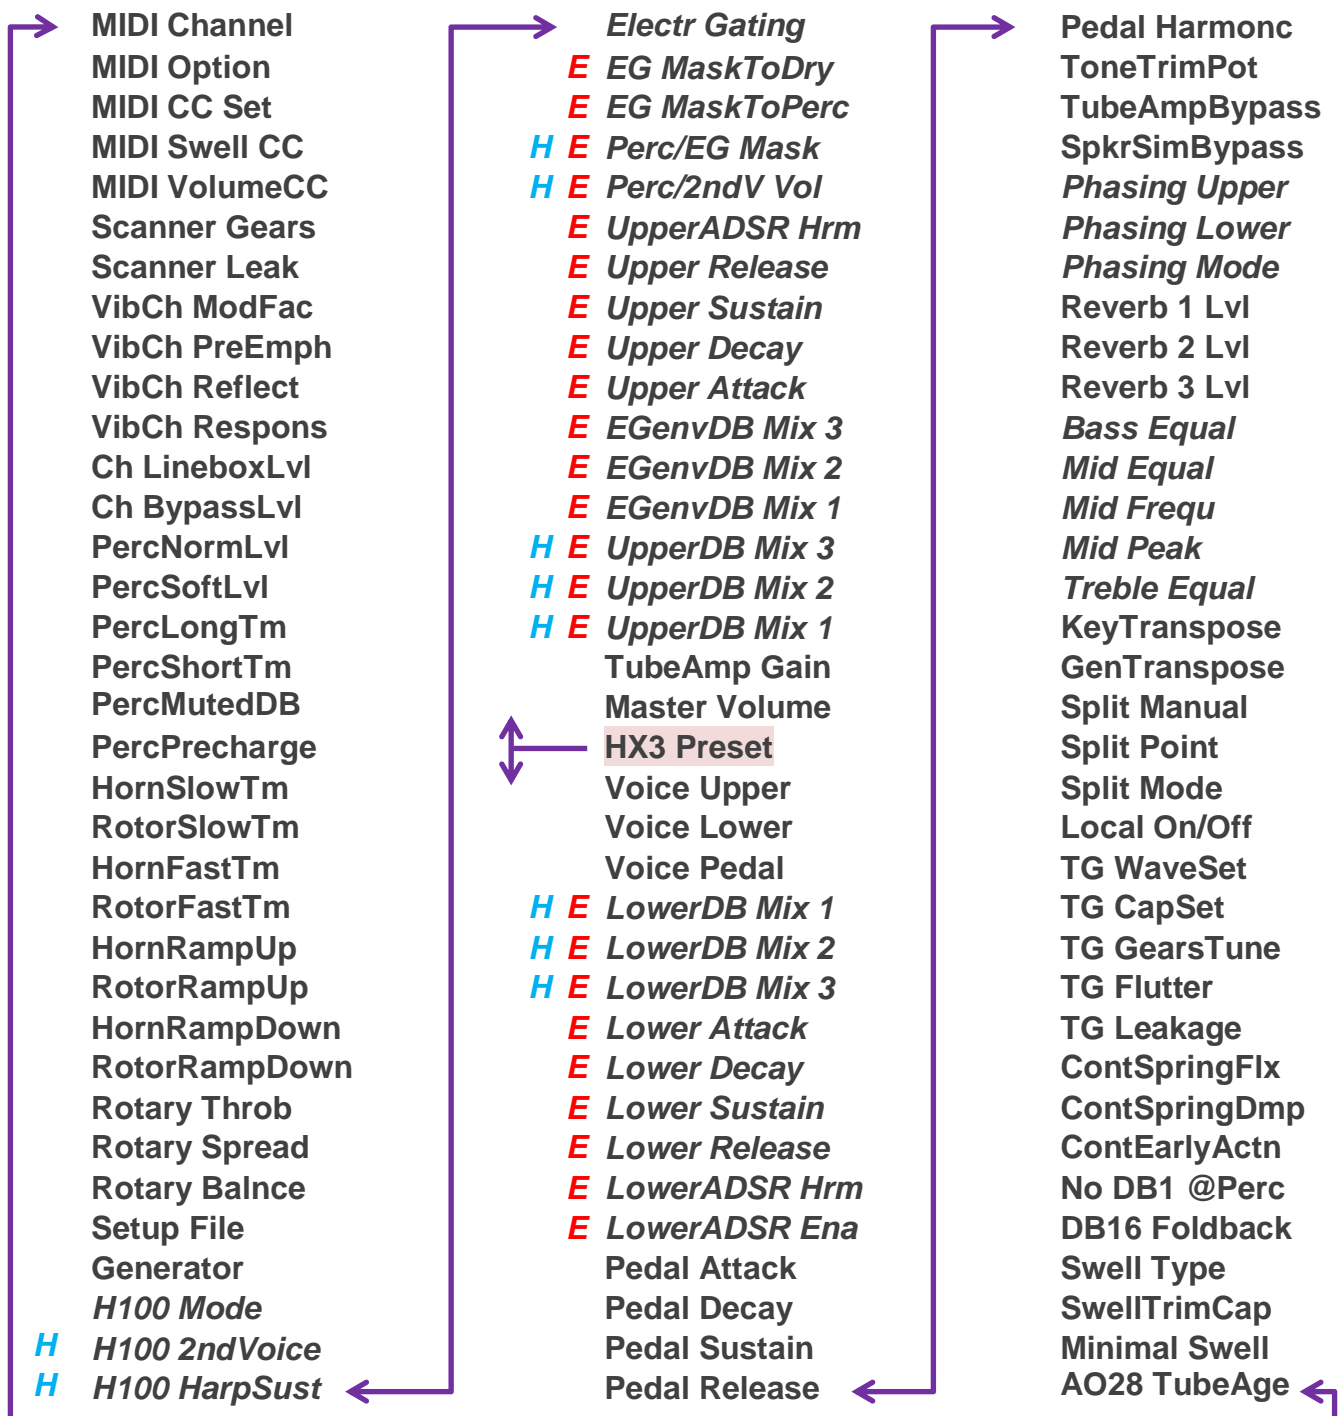 MIDI Channel
MIDI Option
MIDI CC Set
MIDI Swell CC
MIDI VolumeCC
Scanner Gears
Scanner Leak
VibCh ModFac
VibCh PreEmph
VibCh Reflect
VibCh Respons
Ch LineboxLvl
Ch BypassLvl
PercNormLvl
PercSoftLvl
PercLongTm
PercShortTm
PercMutedDB
PercPrecharge
HornSlowTm
RotorSlowTm
HornFastTm
RotorFastTm
HornRampUp
RotorRampUp
HornRampDown
RotorRampDown
Rotary Throb
Rotary Spread
Rotary Balnce
Setup File
Generator
H100 Mode
H H100 2ndVoice
H H100 HarpSust
Electr Gating
E EG MaskToDry
E EG MaskToPerc
H E Perc/EG Mask
H E Perc/2ndV Vol
E UpperADSR Hrm
E Upper Release
E Upper Sustain
E Upper Decay
E Upper Attack
E EGenvDB Mix 3
E EGenvDB Mix 2
E EGenvDB Mix 1
H E UpperDB Mix 3
H E UpperDB Mix 2
H E UpperDB Mix 1
TubeAmp Gain
Master Volume
HX3 Preset
Voice Upper
Voice Lower
Voice Pedal
H E LowerDB Mix 1
H E LowerDB Mix 2
H E LowerDB Mix 3
E Lower Attack
E Lower Decay
E Lower Sustain
E Lower Release
E LowerADSR Hrm
E LowerADSR Ena
Pedal Attack
Pedal Decay
Pedal Sustain
Pedal Release
Pedal Harmonc
ToneTrimPot
TubeAmpBypass
SpkrSimBypass
Phasing Upper
Phasing Lower
Phasing Mode
Reverb 1 Lvl
Reverb 2 Lvl
Reverb 3 Lvl
Bass Equal
Mid Equal
Mid Frequ
Mid Peak
Treble Equal
KeyTranspose
GenTranspose
Split Manual
Split Point
Split Mode
Local On/Off
TG WaveSet
TG CapSet
TG GearsTune
TG Flutter
TG Leakage
ContSpringFlx
ContSpringDmp
ContEarlyActn
No DB1 @Perc
DB16 Foldback
Swell Type
SwellTrimCap
Minimal Swell
AO28 TubeAge